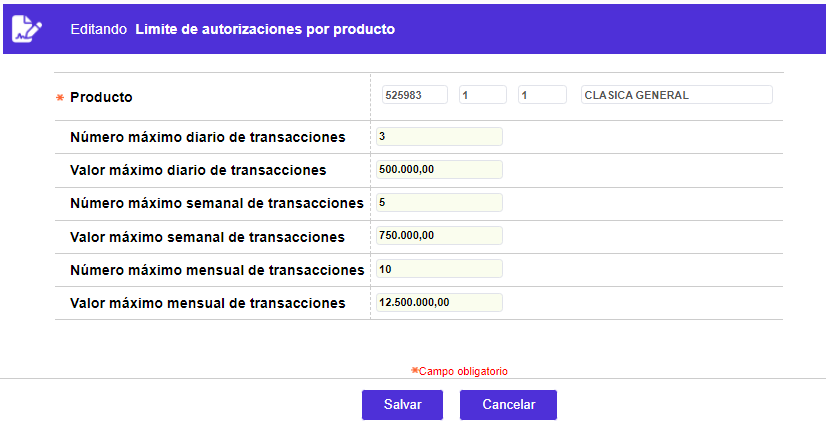 Editando Limite de autorizaciones por producto
* Producto 525983 1 1 CLASICA GENERAL
Número máximo diario de transacciones 3
Valor máximo diario de transacciones 500.000,00
Número máximo semanal de transacciones 5
Valor máximo semanal de transacciones 750.000,00
Número máximo mensual de transacciones 10
Valor máximo mensual de transacciones 12.500.000,00
*Campo obligatorio
Salvar Cancelar